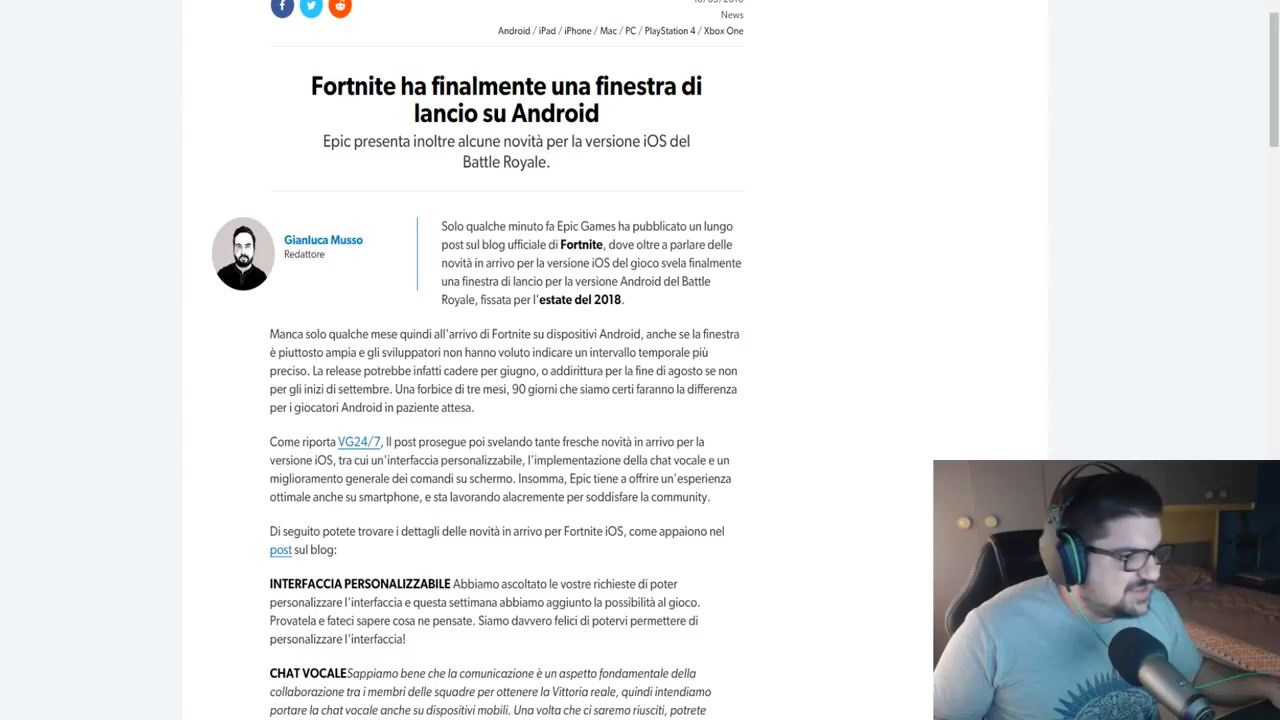 News
Android / iPad / iPhone / Mac / PC / PlayStation 4 / Xbox One
Fortnite ha finalmente una finestra di
lancio su Android
Epic presenta inoltre alcune novità per la versione iOS del
Battle Royale.
Gianluca Musso
Redattore
Solo qualche minuto fa Epic Games ha pubblicato un lungo
post sul blog ufficiale di Fortnite, dove oltre a parlare delle
novità in arrivo per la versione iOS del gioco svela finalmente
una finestra di lancio per la versione Android del Battle
Royale, fissata per l'estate del 2018.
Manca solo qualche mese quindi all'arrivo di Fortnite su dispositivi Android, anche se la finestra
è piuttosto ampia e gli sviluppatori non hanno voluto indicare un intervallo temporale più
preciso. La release potrebbe infatti cadere per giugno, o addirittura per la fine di agosto se non
per gli inizi di settembre. Una forbice di tre mesi, 90 giorni che siamo certi faranno la differenza
per i giocatori Android in paziente attesa.
Come riporta VG24/7, Il post prosegue poi svelando tante fresche novità in arrivo per la
versione iOS, tra cui un'interfaccia personalizzabile, l'implementazione della chat vocale e un
miglioramento generale dei comandi su schermo. Insomma, Epic tiene a offrire un'esperienza
ottimale anche su smartphone, e sta lavorando alacremente per soddisfare la community.
Di seguito potete trovare i dettagli delle novità in arrivo per Fortnite iOS, come appaiono nel
post sul blog:
INTERFACCIA PERSONALIZZABILE Abbiamo ascoltato le vostre richieste di poter
personalizzare l'interfaccia e questa settimana abbiamo aggiunto la possibilità al gioco.
Provatela e fateci sapere cosa ne pensate. Siamo davvero felici di potervi permettere di
personalizzare l'interfaccia!
CHAT VOCALESappiamo bene che la comunicazione è un aspetto fondamentale della
collaborazione tra i membri delle squadre per ottenere la Vittoria reale, quindi intendiamo
portare la chat vocale anche su dispositivi mobili. Una volta che ci saremo riusciti, potrete